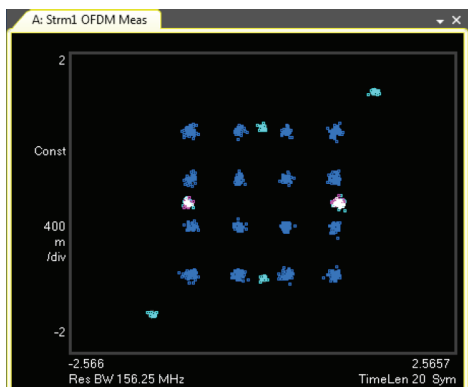 A: Strm1 OFDM Meas
2
Const
400
m
/div
-2
-2.566 2.5657
Res BW 156.25 MHz TimeLen 20 Sym